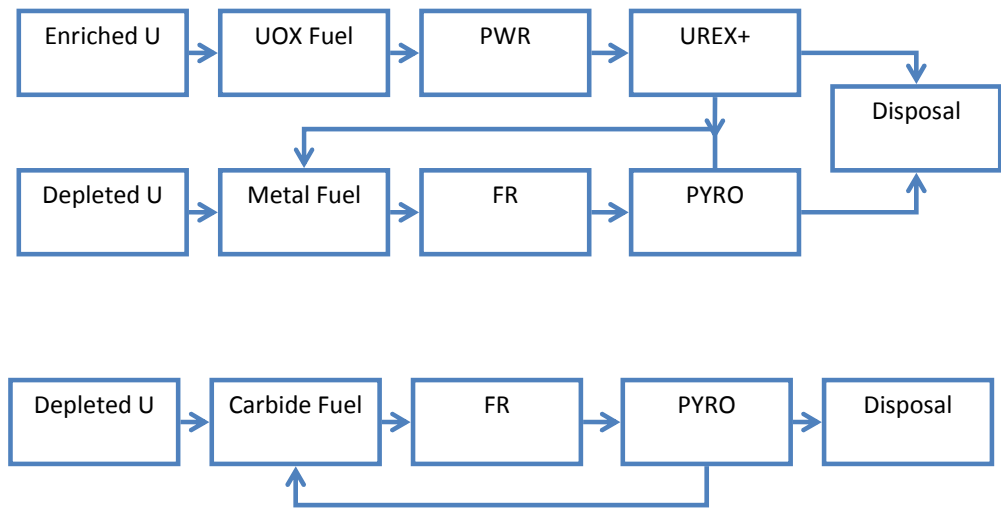 Enriched U
UOX Fuel
PWR
UREX+
Disposal
Depleted U
Metal Fuel
FR
PYRO
Depleted U
Carbide Fuel
FR
PYRO
Disposal